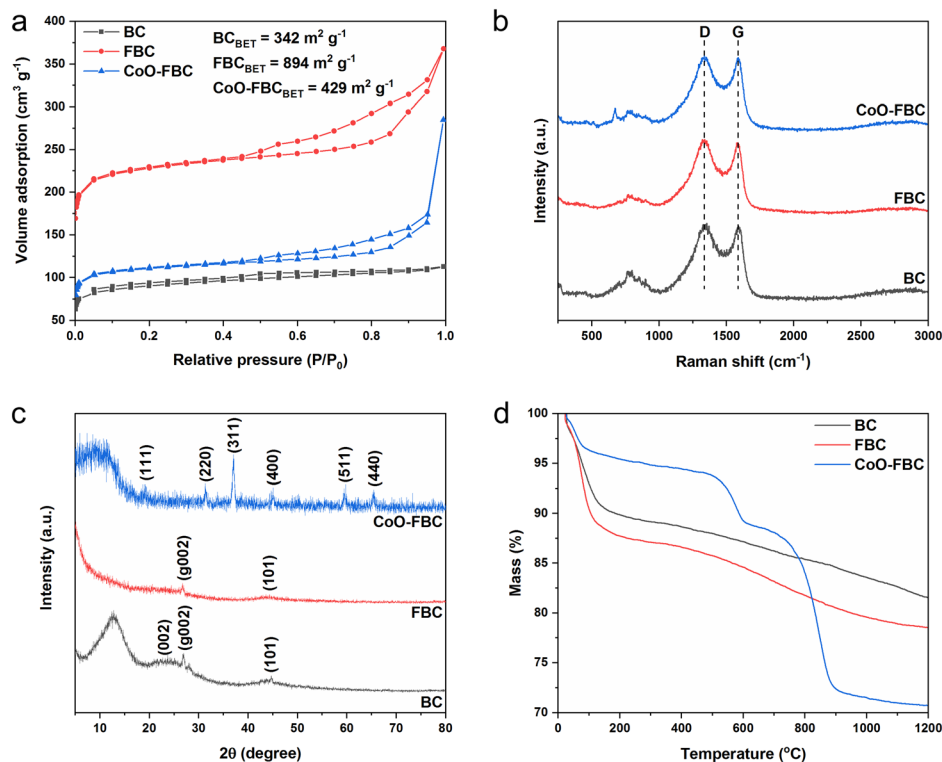 a
400
350
300
250
200
150
100
50
0.0
0.2
0.4
0.6
0.8
1.0
Volume adsorption (cm³ g⁻¹)
Relative pressure (P/P₀)
BC
FBC
CoO-FBC
BC_BET = 342 m² g⁻¹
FBC_BET = 894 m² g⁻¹
CoO-FBC_BET = 429 m² g⁻¹
b
D
G
CoO-FBC
FBC
BC
Intensity (a.u.)
500
1000
1500
2000
2500
3000
Raman shift (cm⁻¹)
c
(111)
(220)
(311)
(400)
(511)
(440)
CoO-FBC
(g002)
(101)
FBC
(002)
(g002)
(101)
BC
Intensity (a.u.)
10
20
30
40
50
60
70
80
2θ (degree)
d
100
95
90
85
80
75
70
Mass (%)
BC
FBC
CoO-FBC
0
200
400
600
800
1000
1200
Temperature (°C)